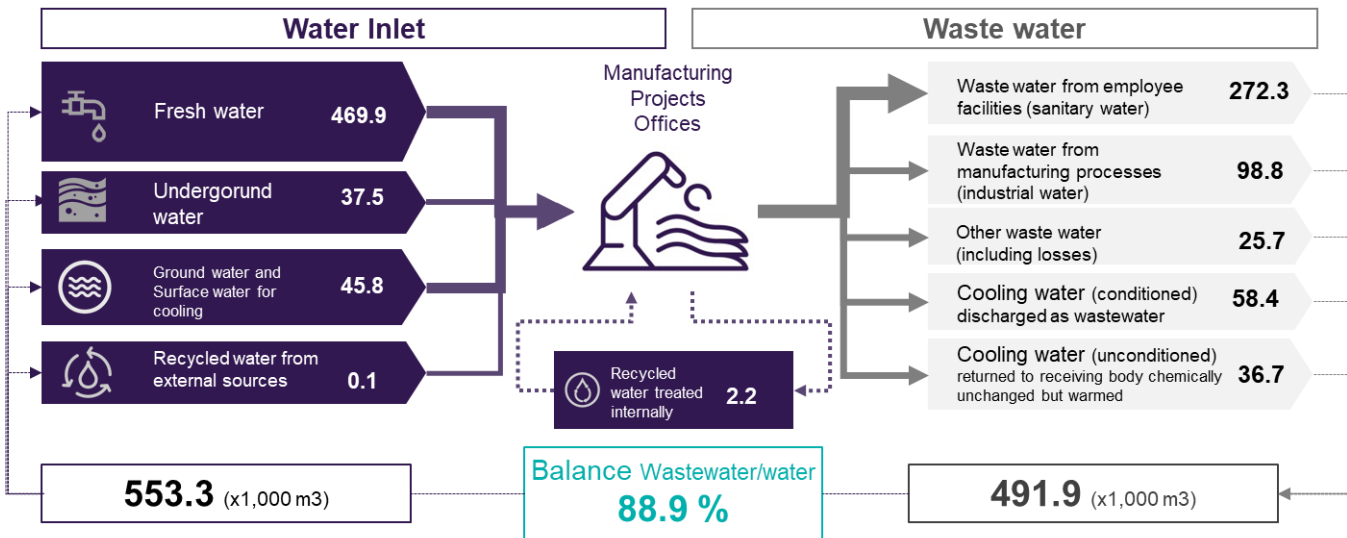 Water Inlet
Waste water
Fresh water
469.9
Undergorund
water
37.5
Ground water and
Surface water for
cooling
45.8
Recycled water from
external sources
0.1
Manufacturing
Projects
Offices
Recycled
water treated
internally
2.2
Waste water from employee
facilities (sanitary water)
272.3
Waste water from
manufacturing processes
(industrial water)
98.8
Other waste water
(including losses)
25.7
Cooling water (conditioned)
discharged as wastewater
58.4
Cooling water (unconditioned)
returned to receiving body chemically
unchanged but warmed
36.7
553.3 (x1,000 m3)
Balance Wastewater/water
88.9 %
491.9 (x1,000 m3)